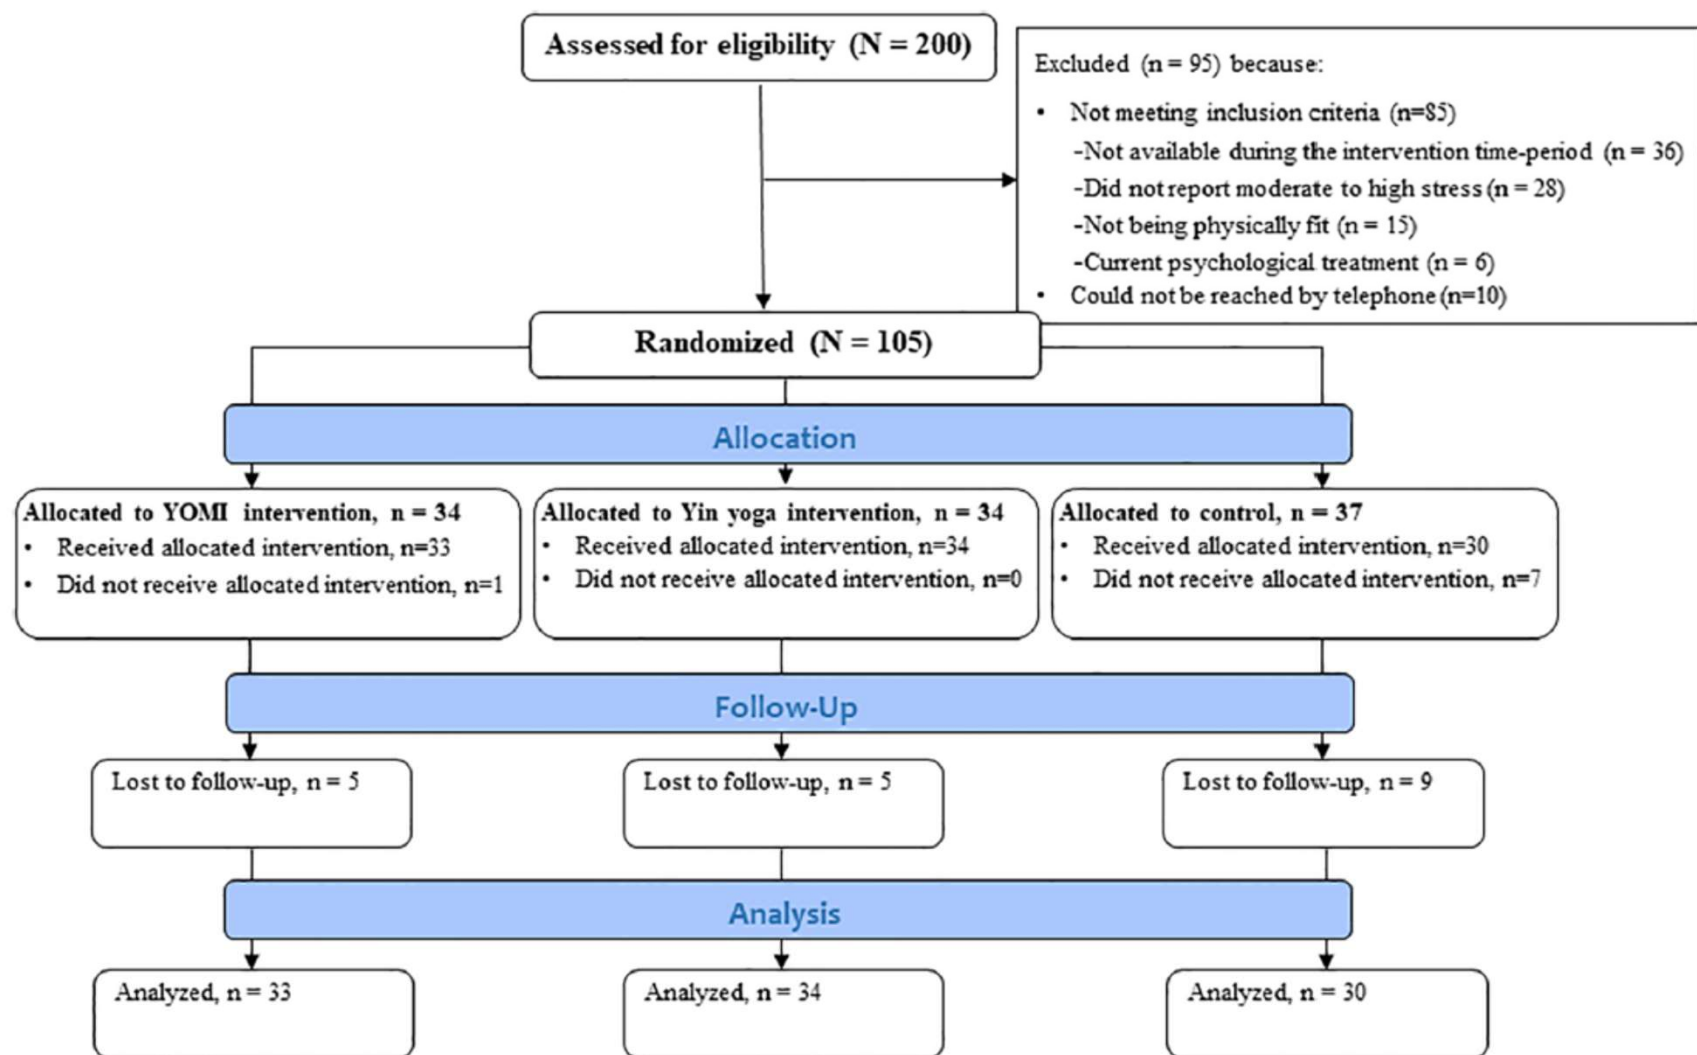 Assessed for eligibility (N = 200)
Excluded (n = 95) because:
• Not meeting inclusion criteria (n=85)
-Not available during the intervention time-period (n = 36)
-Did not report moderate to high stress (n = 28)
-Not being physically fit (n = 15)
-Current psychological treatment (n = 6)
• Could not be reached by telephone (n=10)
Randomized (N = 105)
Allocation
Allocated to YOMI intervention, n = 34
• Received allocated intervention, n=33
• Did not receive allocated intervention, n=1
Allocated to Yin yoga intervention, n = 34
• Received allocated intervention, n=34
• Did not receive allocated intervention, n=0
Allocated to control, n = 37
• Received allocated intervention, n=30
• Did not receive allocated intervention, n=7
Follow-Up
Lost to follow-up, n = 5
Lost to follow-up, n = 5
Lost to follow-up, n = 9
Analysis
Analyzed, n = 33
Analyzed, n = 34
Analyzed, n = 30